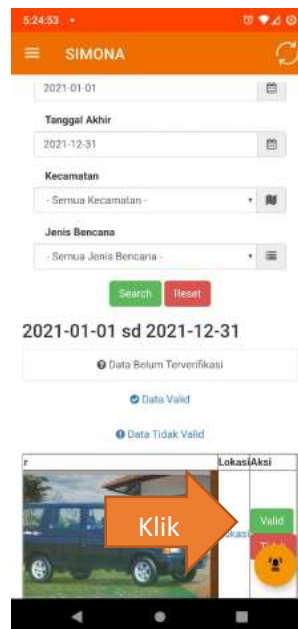 5:24:53
SIMONA
2021-01-01
Tanggal Akhir
2021-12-31
Kecamatan
- Semua Kecamatan -
Jenis Bencana
- Semua Jenis Bencana -
Search Reset
2021-01-01 sd 2021-12-31
Data Belum Terverifikasi
Data Valid
Data Tidak Valid
r Lokasi Aksi
Klik
Valid